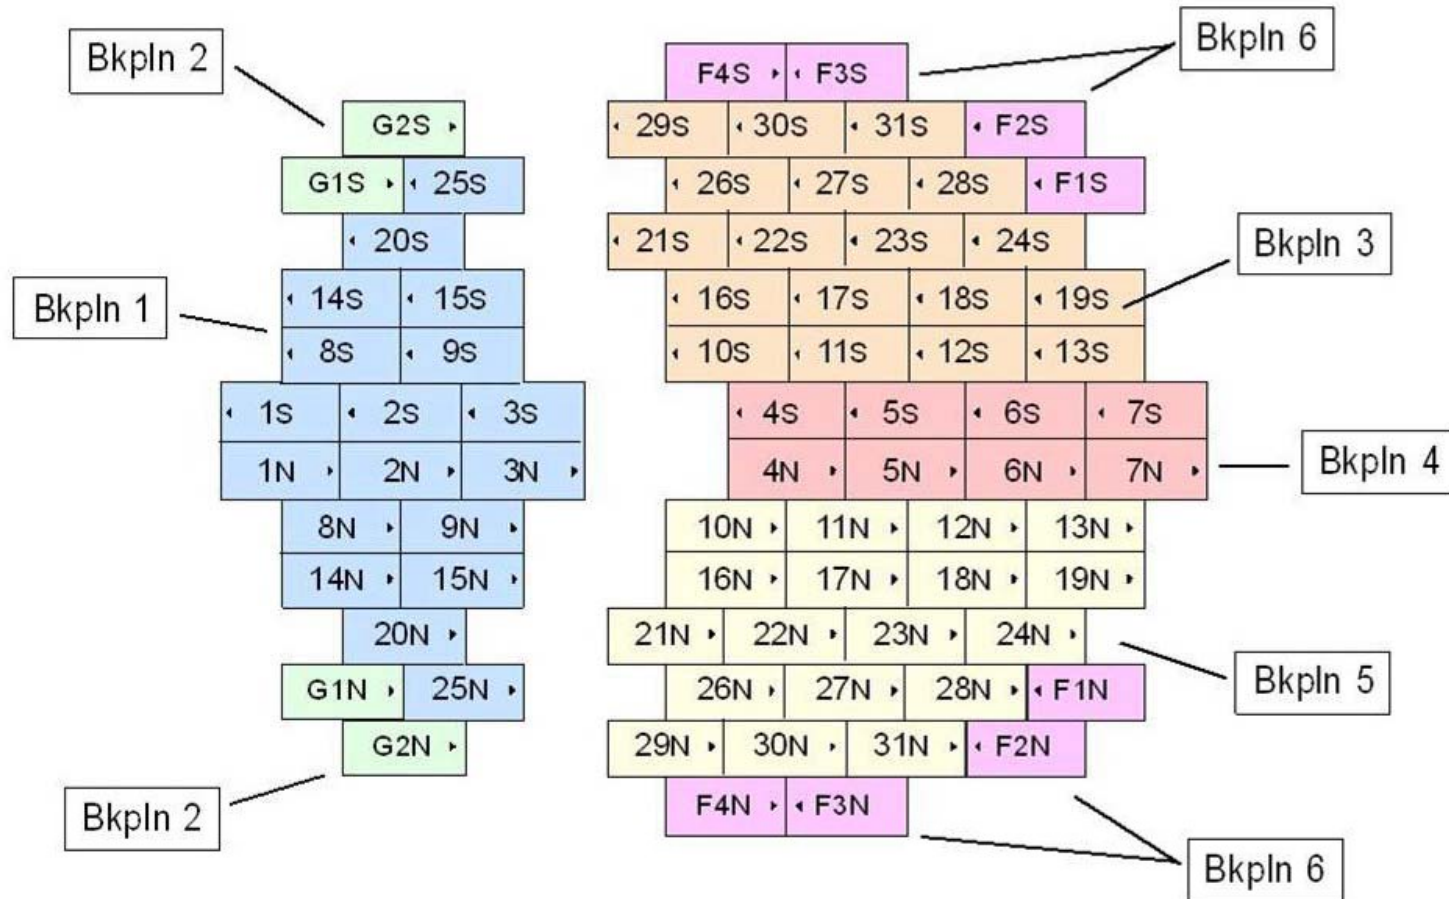 Bkpln 2
Bkpln 6
F4S F3S
G2S 29S 30S 31S F2S
G1S 25S 26S 27S 28S F1S
20S 21S 22S 23S 24S
Bkpln 3
Bkpln 1
14S 15S 16S 17S 18S 19S
8S 9S 10S 11S 12S 13S
1S 2S 3S 4S 5S 6S 7S
1N 2N 3N 4N 5N 6N 7N
Bkpln 4
8N 9N 10N 11N 12N 13N
14N 15N 16N 17N 18N 19N
20N 21N 22N 23N 24N
G1N 25N 26N 27N 28N F1N
Bkpln 5
G2N 29N 30N 31N F2N
F4N F3N
Bkpln 2
Bkpln 6